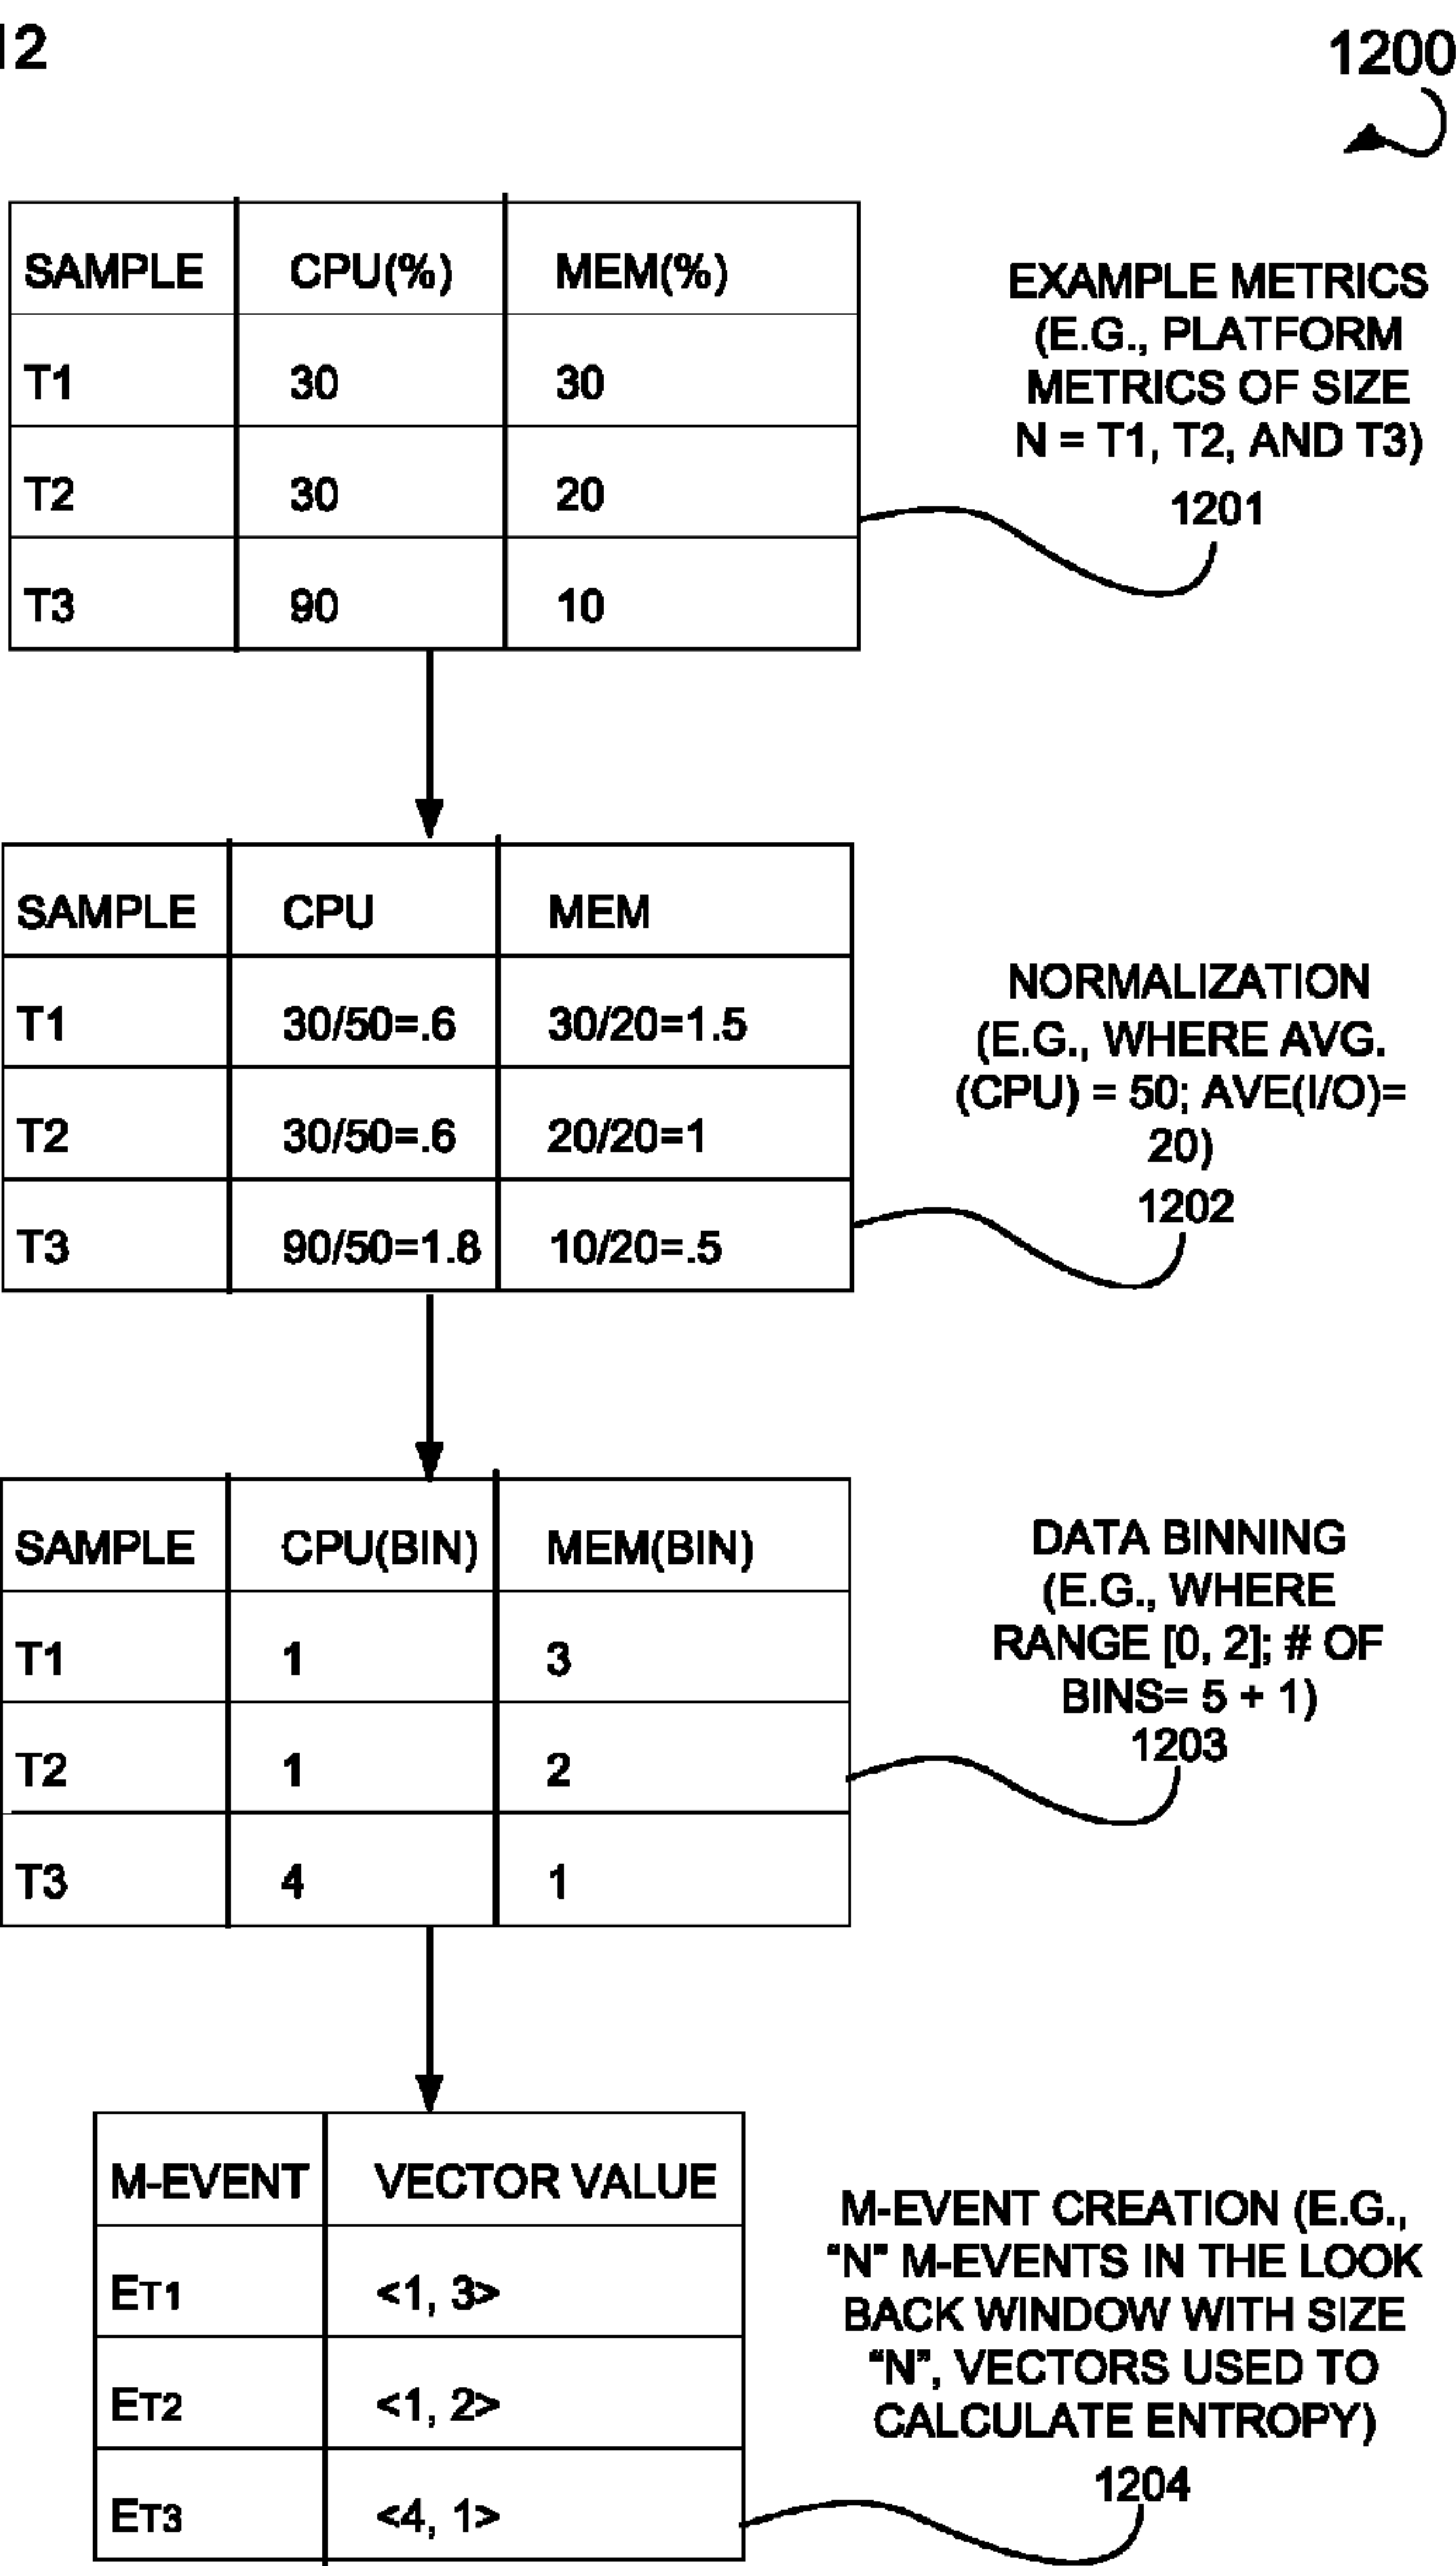 12
1200
SAMPLE CPU(%) MEM(%)
T1 30 30
T2 30 20
T3 90 10
EXAMPLE METRICS
(E.G., PLATFORM
METRICS OF SIZE
N = T1, T2, AND T3)
1201
SAMPLE CPU MEM
T1 30/50=.6 30/20=1.5
T2 30/50=.6 20/20=1
T3 90/50=1.8 10/20=.5
NORMALIZATION
(E.G., WHERE AVG.
(CPU) = 50; AVE(I/O)=
20)
1202
SAMPLE CPU(BIN) MEM(BIN)
T1 1 3
T2 1 2
T3 4 1
DATA BINNING
(E.G., WHERE
RANGE [0, 2]; # OF
BINS= 5 + 1)
1203
M-EVENT VECTOR VALUE
ET1 <1, 3>
ET2 <1, 2>
ET3 <4, 1>
M-EVENT CREATION (E.G.,
“N” M-EVENTS IN THE LOOK
BACK WINDOW WITH SIZE
“N”, VECTORS USED TO
CALCULATE ENTROPY)
1204